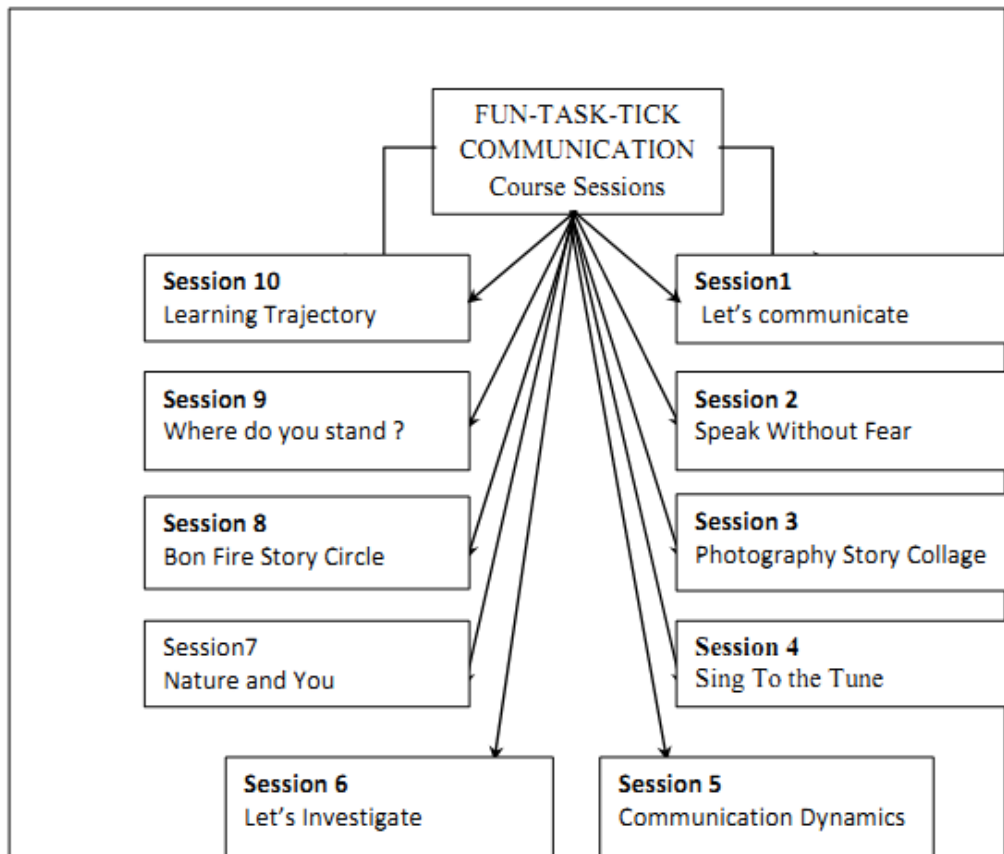 FUN-TASK-TICK
COMMUNICATION
Course Sessions
Session 10
Learning Trajectory
Session1
Let's communicate
Session 9
Where do you stand ?
Session 2
Speak Without Fear
Session 8
Bon Fire Story Circle
Session 3
Photography Story Collage
Session7
Nature and You
Session 4
Sing To the Tune
Session 6
Let's Investigate
Session 5
Communication Dynamics